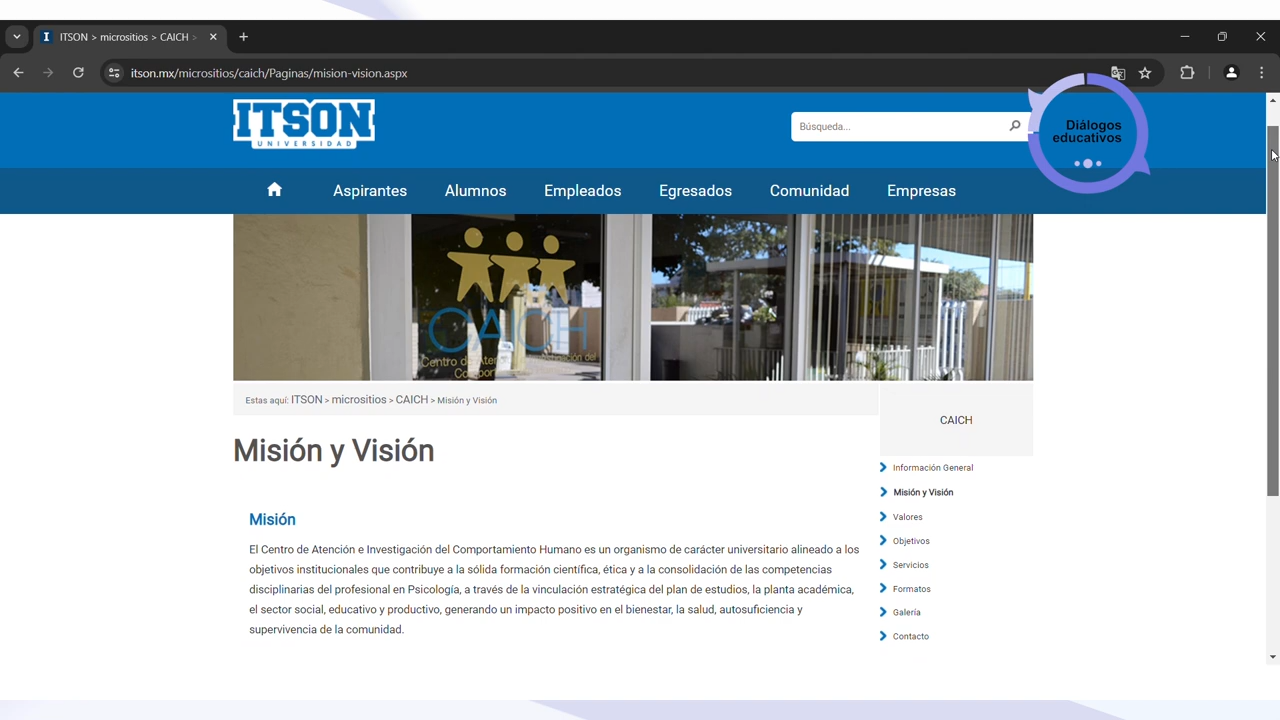 ITSON > micrositios > CAICH >
itson.mx/micrositios/caich/Paginas/mision-vision.aspx
ITSON
UNIVERSIDAD
Búsqueda...
Diálogos
educativos
Aspirantes
Alumnos
Empleados
Egresados
Comunidad
Empresas
CAICH
Centro de
Estas aquí: ITSON > micrositios > CAICH > Misión y Visión
CAICH
Misión y Visión
Información General
Misión y Visión
Valores
Objetivos
Servicios
Formatos
Galería
Contacto
Misión
El Centro de Atención e Investigación del Comportamiento Humano es un organismo de carácter universitario alineado a los
objetivos institucionales que contribuye a la sólida formación científica, ética y a la consolidación de las competencias
disciplinarias del profesional en Psicología, a través de la vinculación estratégica del plan de estudios, la planta académica,
el sector social, educativo y productivo, generando un impacto positivo en el bienestar, la salud, autosuficiencia y
supervivencia de la comunidad.